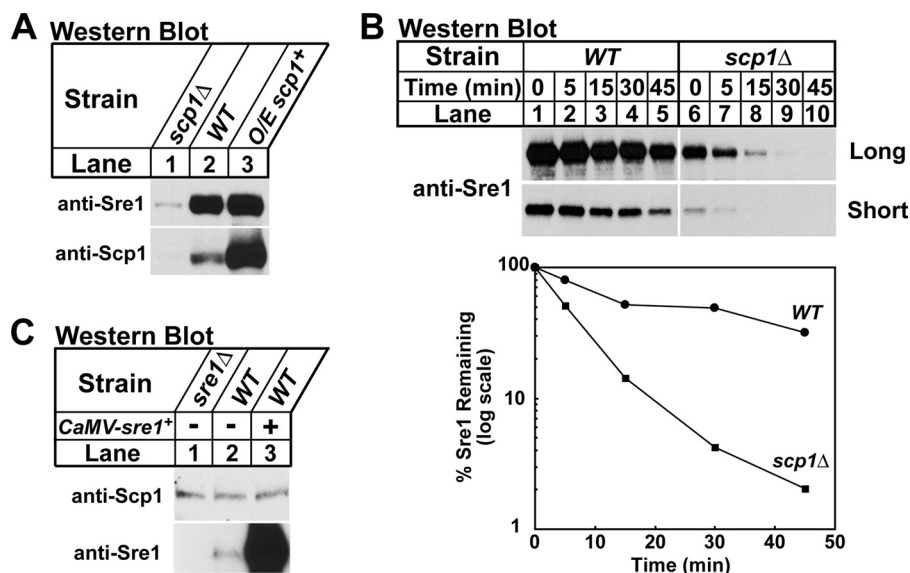 A Western Blot
Strain scp1Δ WT O/E scp1+
Lane 1 2 3
anti-Sre1
anti-Scp1
B Western Blot
Strain WT scp1Δ
Time (min) 0 5 15 30 45 0 5 15 30 45
Lane 1 2 3 4 5 6 7 8 9 10
anti-Sre1
Long
Short
100
10
1
% Sre1 Remaining
(log scale)
WT
scp1Δ
0 10 20 30 40 50
Time (min)
C Western Blot
Strain sre1Δ WT WT
CaMV-sre1+ - - +
Lane 1 2 3
anti-Scp1
anti-Sre1